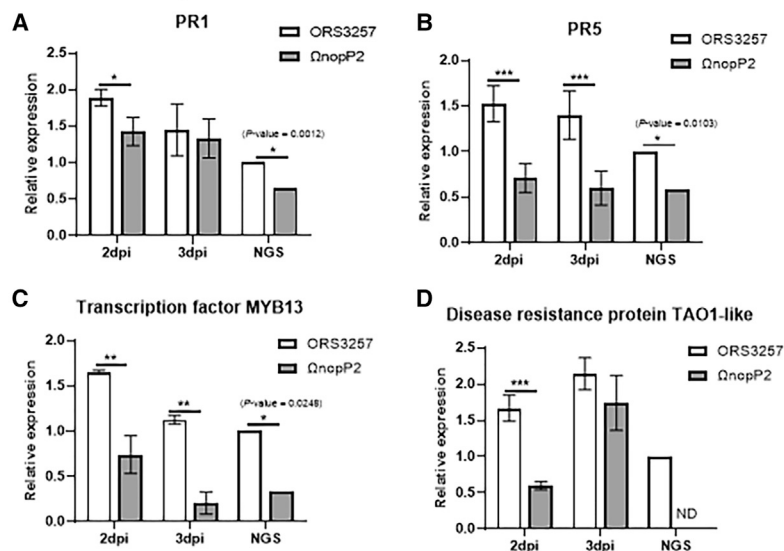 A
PR1
ORS3257
ΩnopP2
Relative expression
2.5
2.0
1.5
1.0
0.5
0.0
*
(P-value = 0.0012)
*
2dpi 3dpi NGS
B
PR5
ORS3257
ΩnopP2
Relative expression
2.0
1.5
1.0
0.5
0.0
***
***
(P-value = 0.0103)
*
2dpi 3dpi NGS
C
Transcription factor MYB13
ORS3257
ΩnopP2
Relative expression
2.0
1.5
1.0
0.5
0.0
**
**
(P-value = 0.0248)
*
2dpi 3dpi NGS
D
Disease resistance protein TAO1-like
ORS3257
ΩnopP2
Relative expression
2.5
2.0
1.5
1.0
0.5
0.0
***
ND
2dpi 3dpi NGS